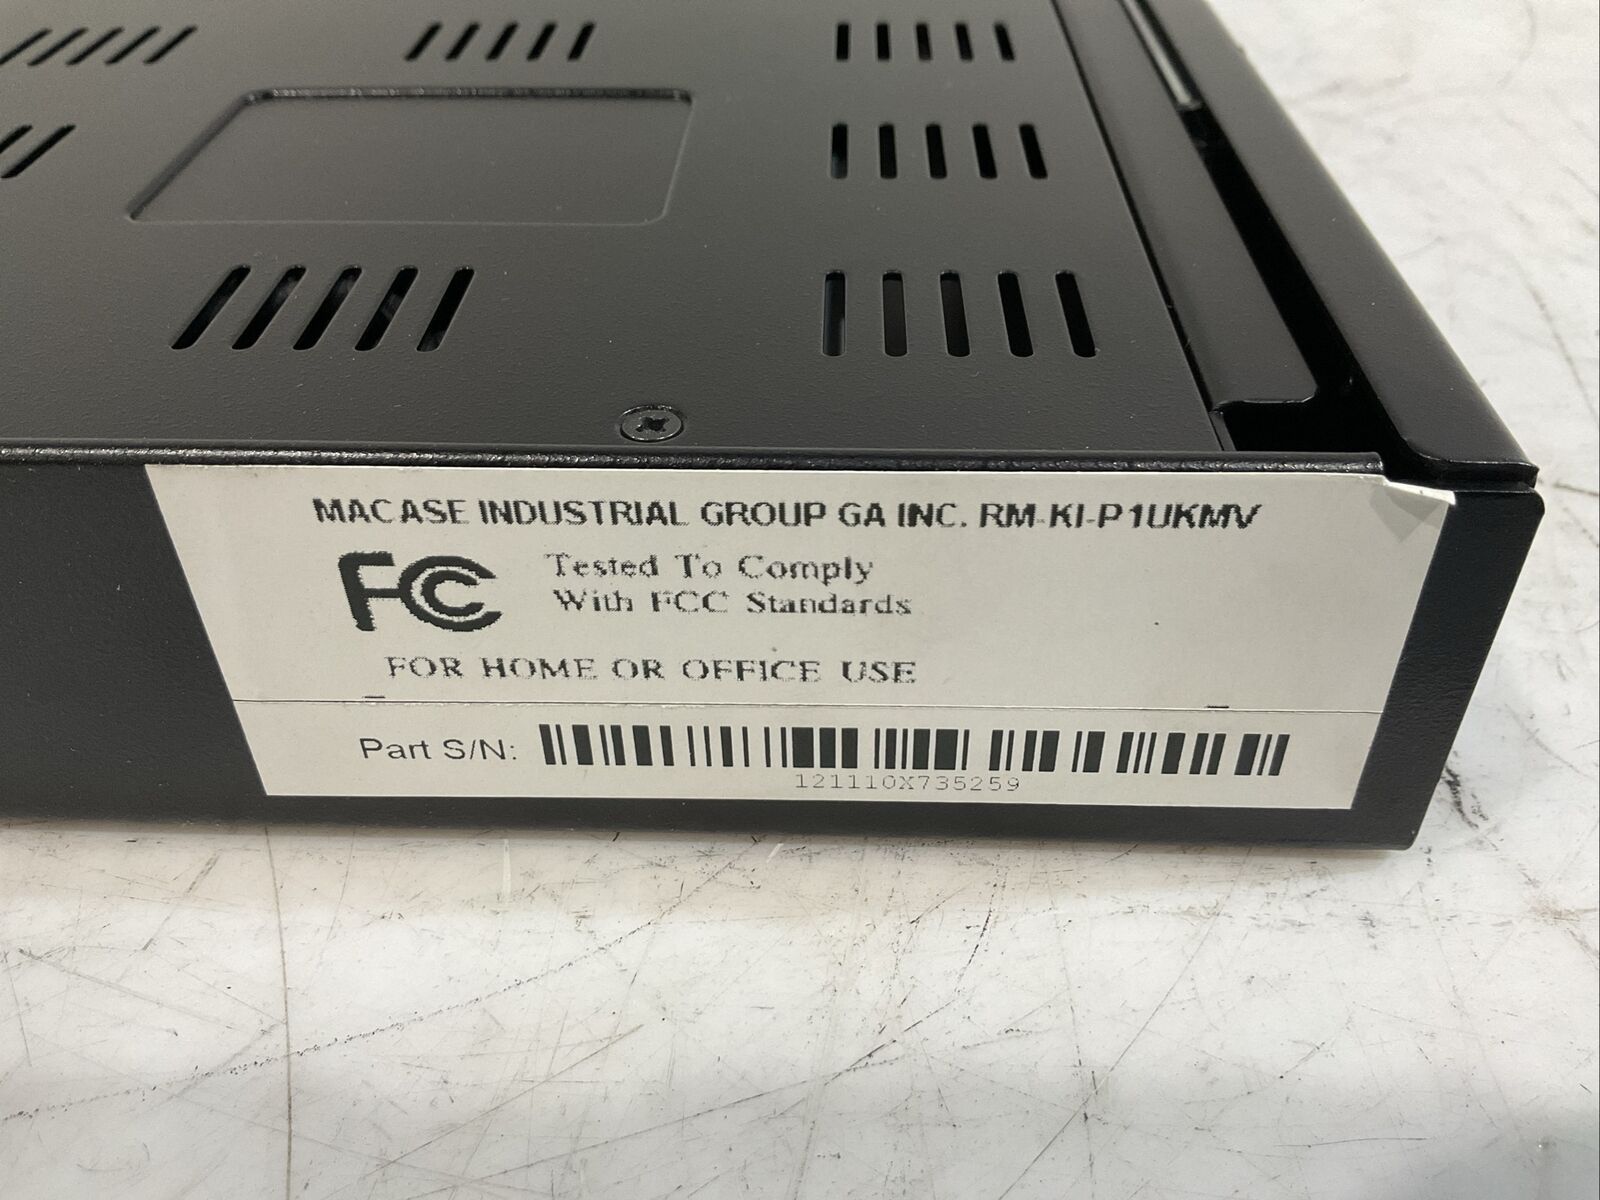 MACASE INDUSTRIAL GROUP GA INC. RM-KI-P1UKMV
FC Tested To Comply
With FCC Standards
FOR HOME OR OFFICE USE
Part S/N:
121110X735259